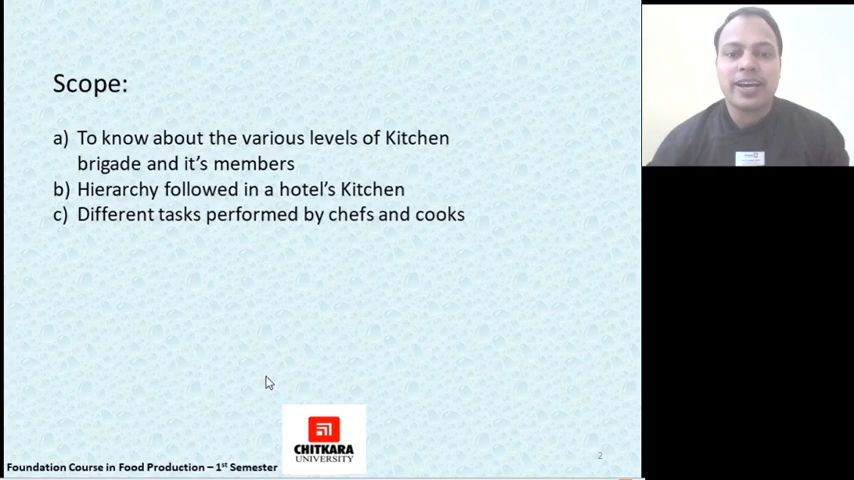 Scope:
a) To know about the various levels of Kitchen
brigade and it's members
b) Hierarchy followed in a hotel's Kitchen
c) Different tasks performed by chefs and cooks
CHITKARA
UNIVERSITY
2
Foundation Course in Food Production – 1st Semester